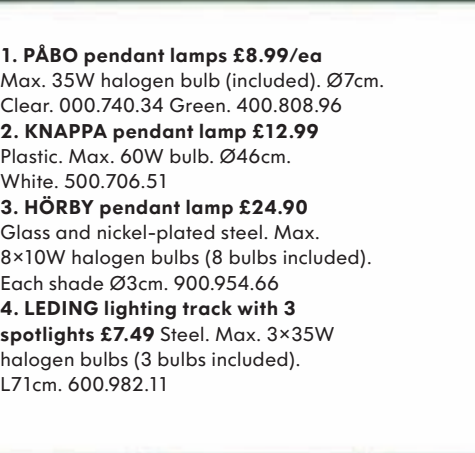 1. PÅBO pendant lamps £8.99/ea
Max. 35W halogen bulb (included). Ø7cm.
Clear. 000.740.34 Green. 400.808.96
2. KNAPPA pendant lamp £12.99
Plastic. Max. 60W bulb. Ø46cm.
White. 500.706.51
3. HÖRBY pendant lamp £24.90
Glass and nickel-plated steel. Max.
8×10W halogen bulbs (8 bulbs included).
Each shade Ø3cm. 900.954.66
4. LEDING lighting track with 3
spotlights £7.49 Steel. Max. 3×35W
halogen bulbs (3 bulbs included).
L71cm. 600.982.11